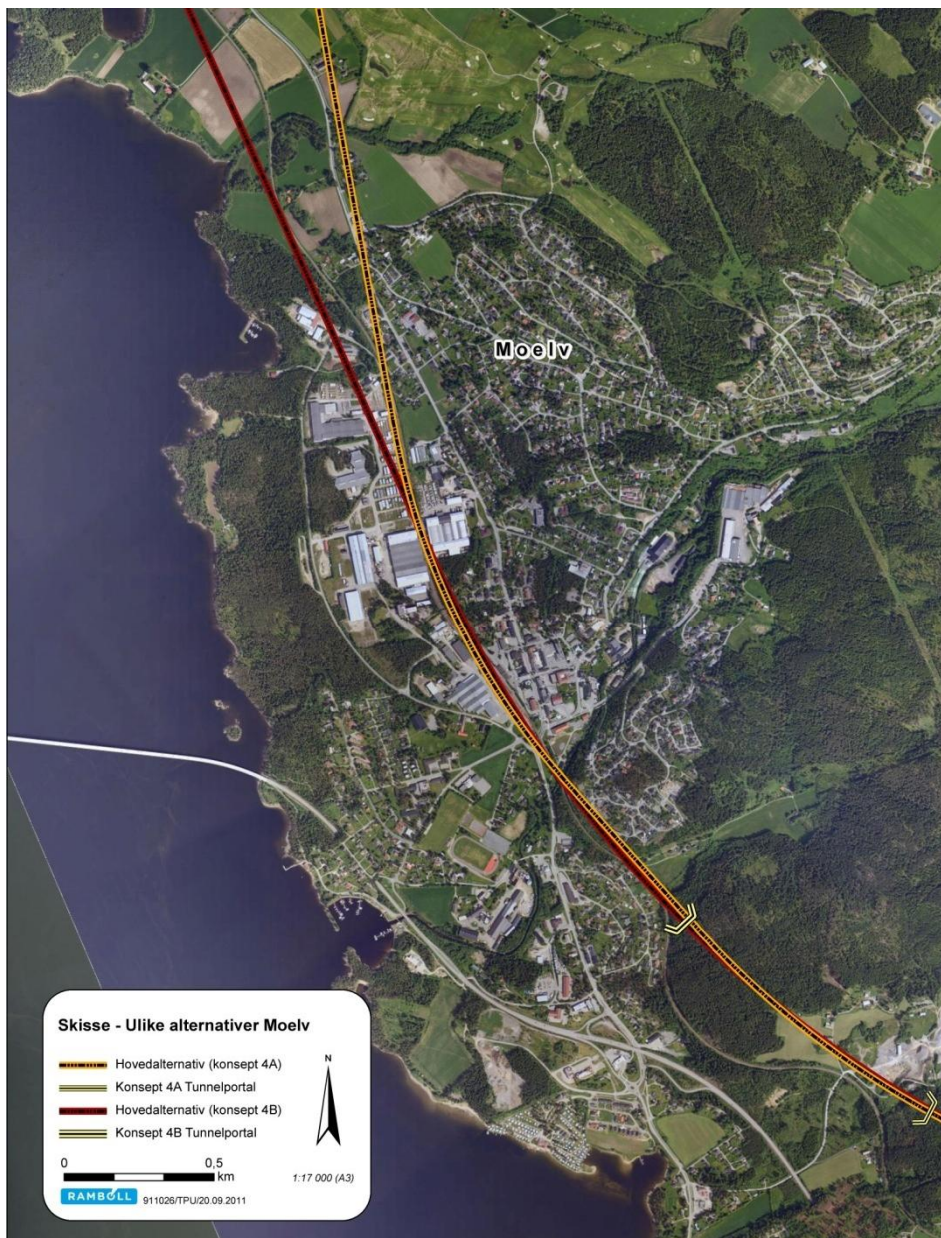 Moelv
Skisse - Ulike alternativer Moelv
Hovedalternativ (konsept 4A)
Konsept 4A Tunnelportal
Hovedalternativ (konsept 4B)
Konsept 4B Tunnelportal
N
0 0,5
km
1:17 000 (A3)
RAMBOLL 911026/TPU/20.09.2011